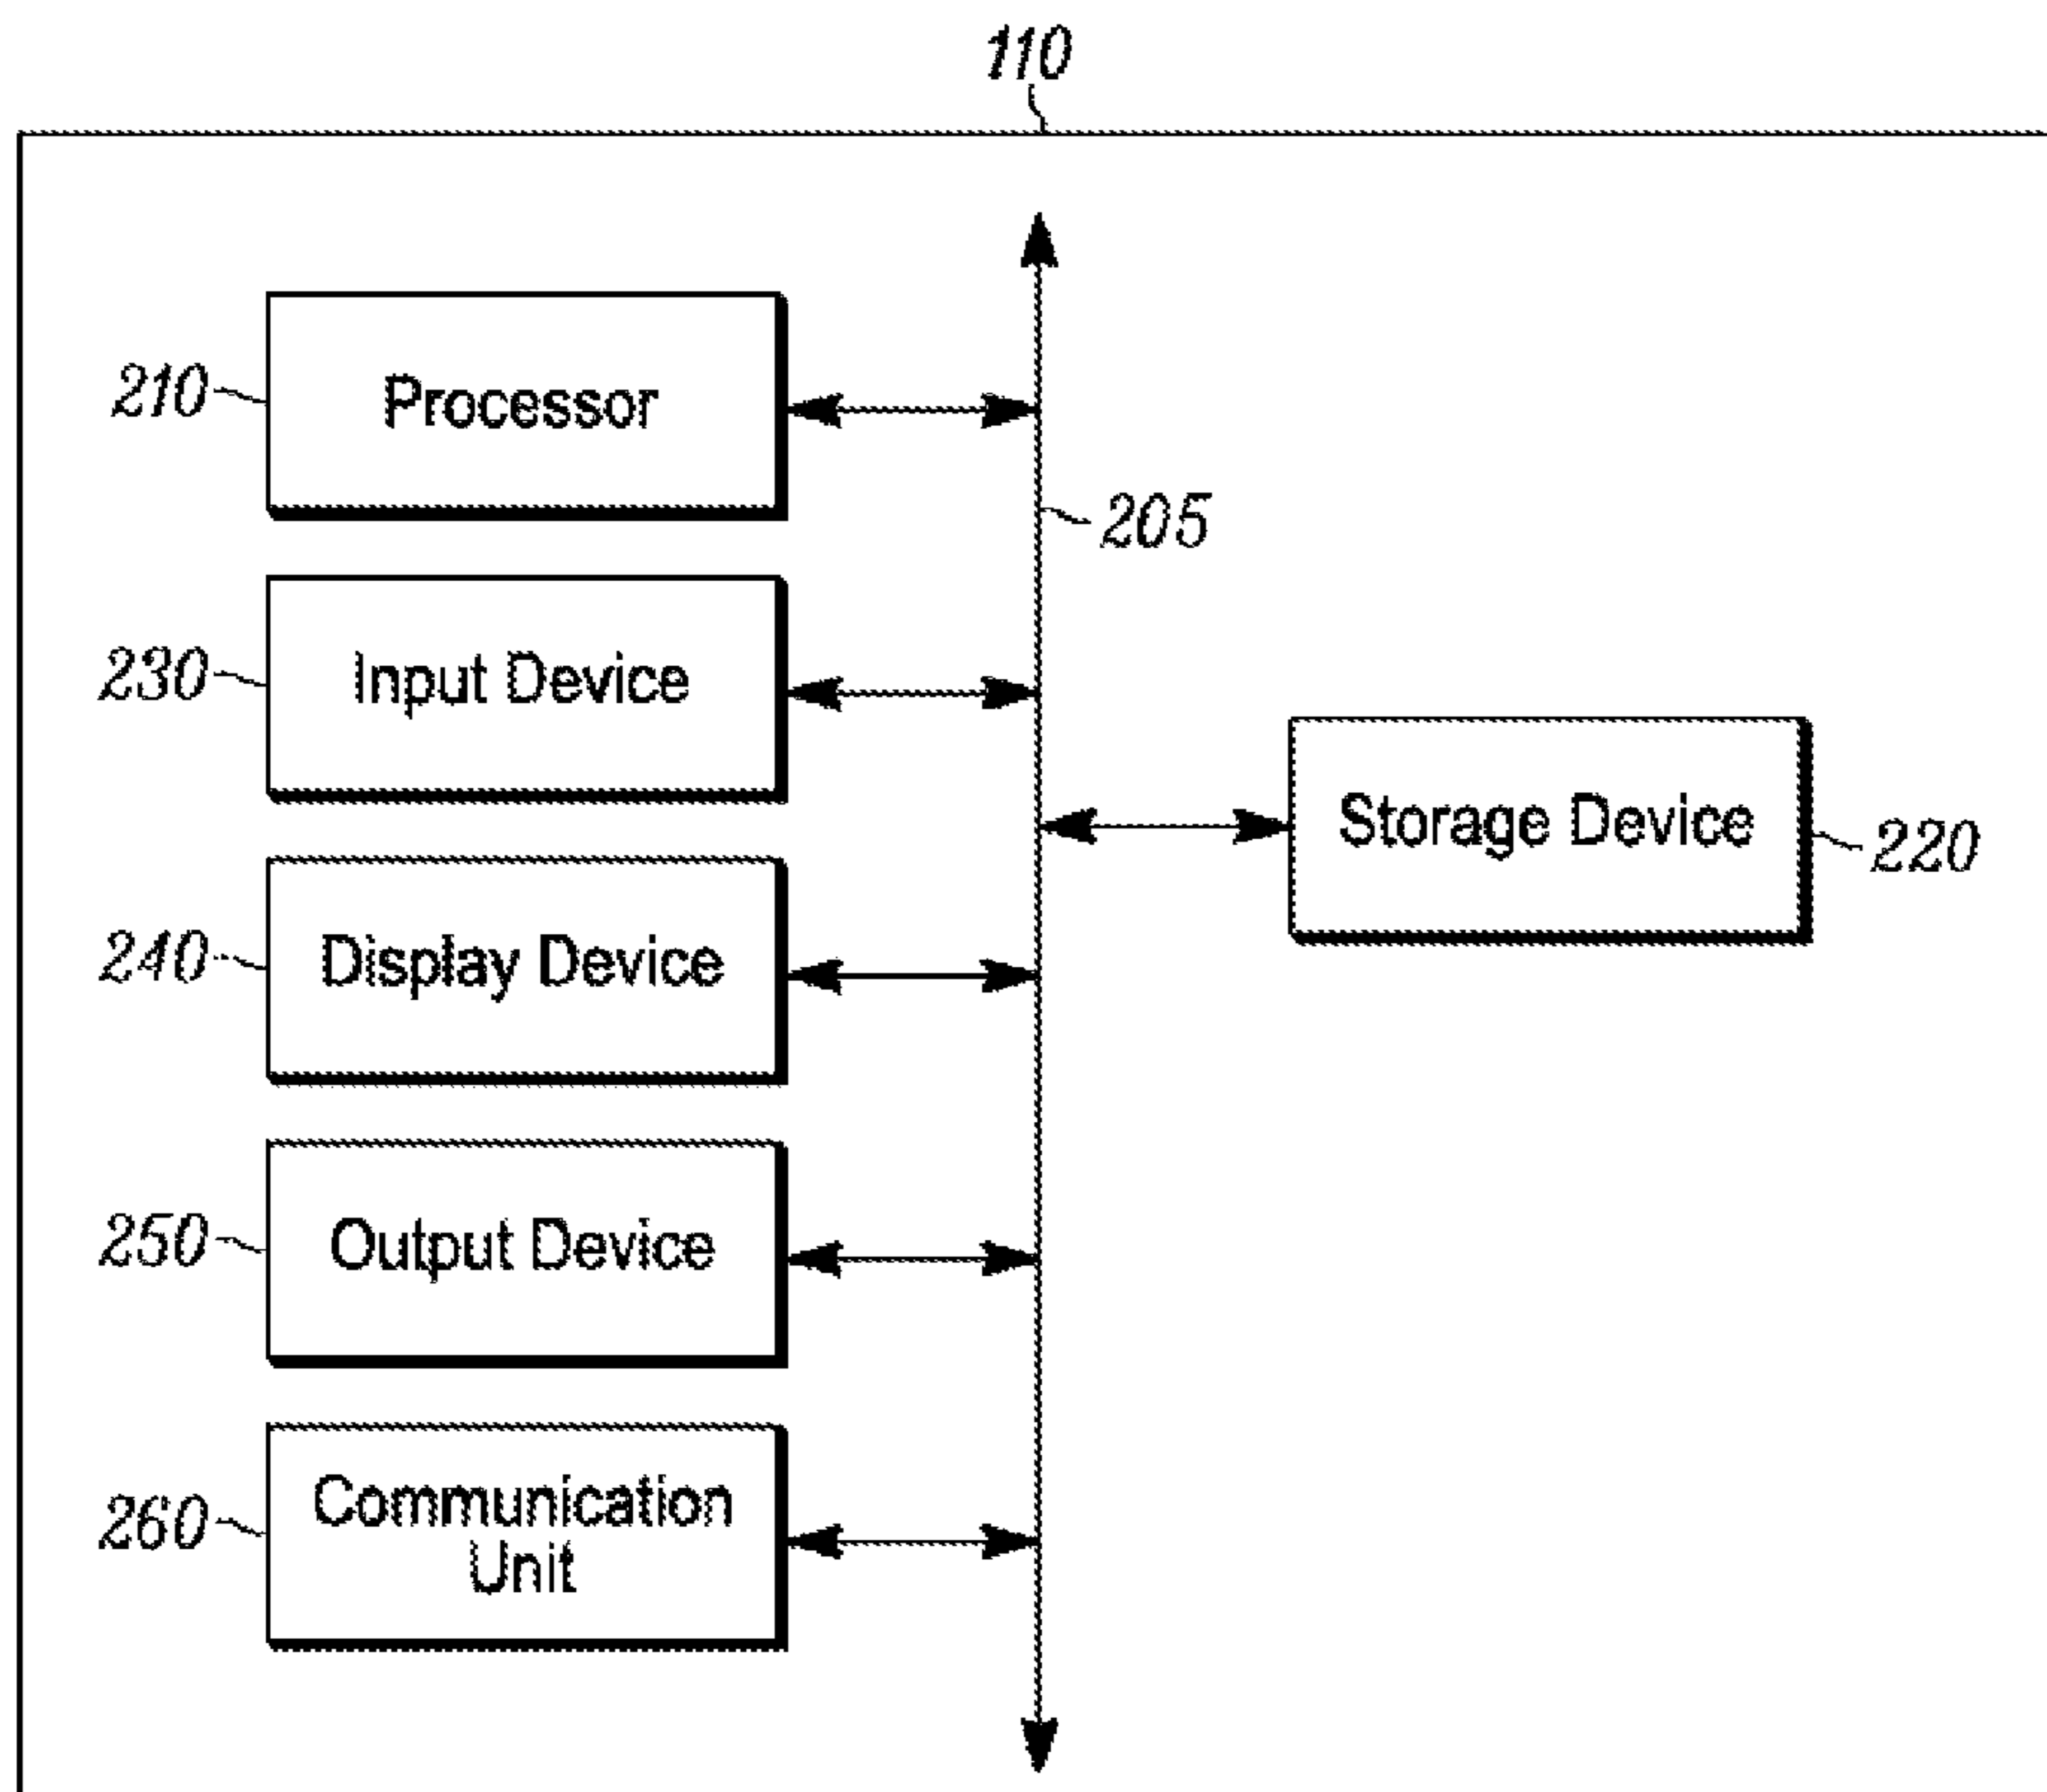 110
210
Processor
205
230
Input Device
Storage Device
220
240
Display Device
250
Output Device
260
Communication
Unit